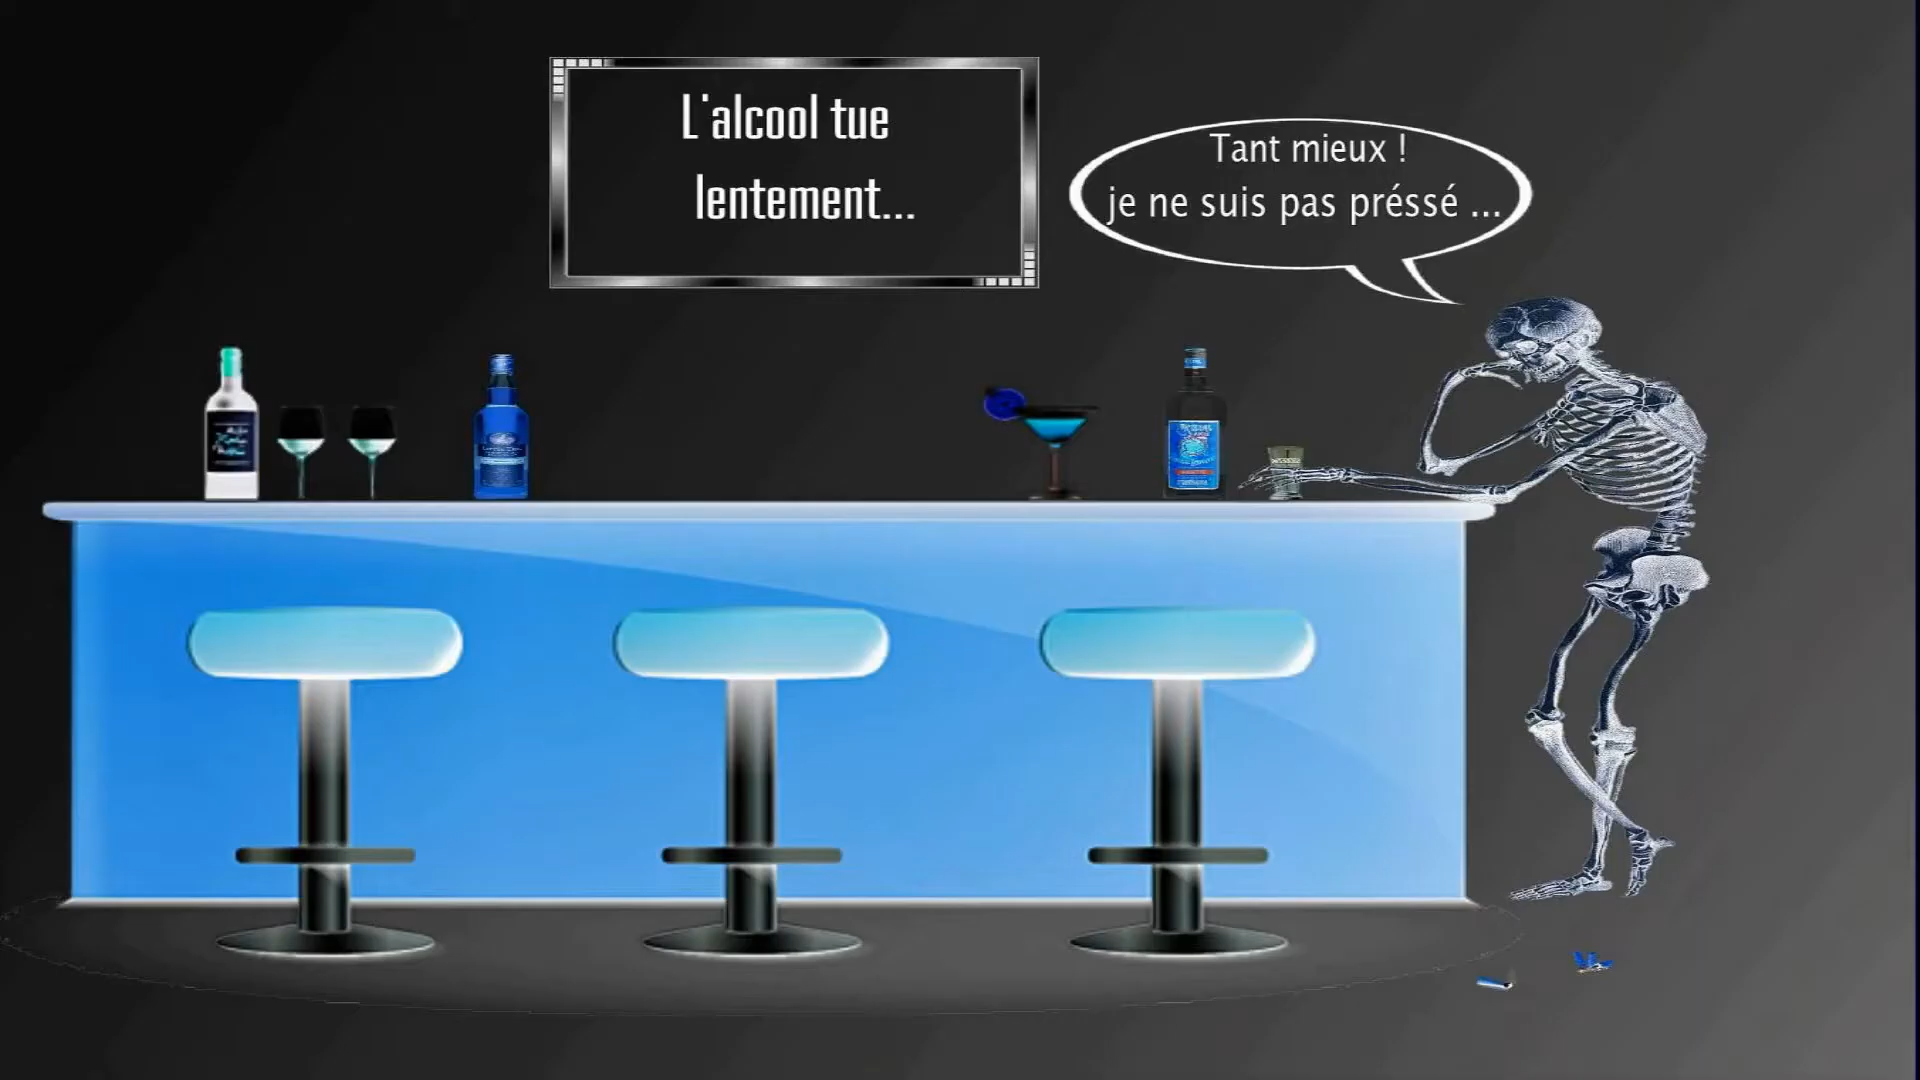 L'alcool tue
lentement...
Tant mieux !
je ne suis pas préssé ...